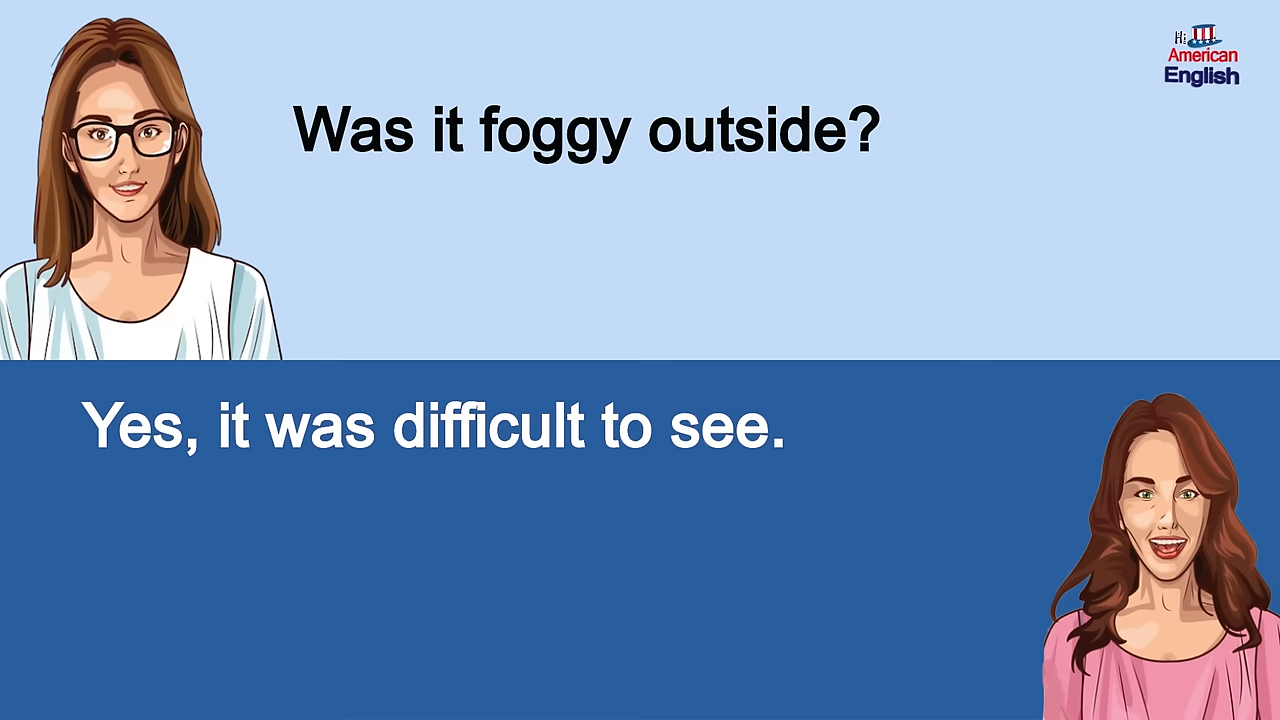 Hi
American
English
Was it foggy outside?
Yes, it was difficult to see.